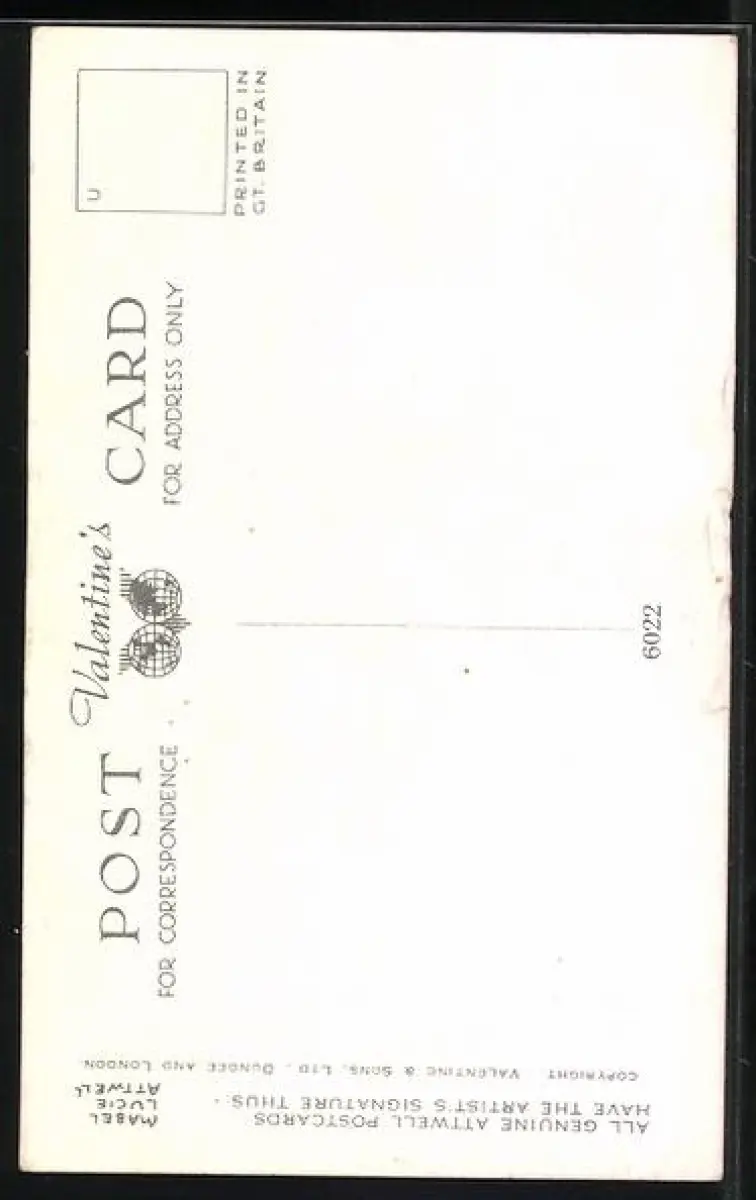 POST Valentine's CARD
FOR CORRESPONDENCE
FOR ADDRESS ONLY
U
PRINTED IN
GT. BRITAIN
6022
ALL GENUINE ATTWELL POSTCARDS
HAVE THE ARTIST'S SIGNATURE THUS:-
MABEL
LUCIE
ATTWELL
COPYRIGHT. VALENTINE & SONS, LTD. DUNDEE AND LONDON.